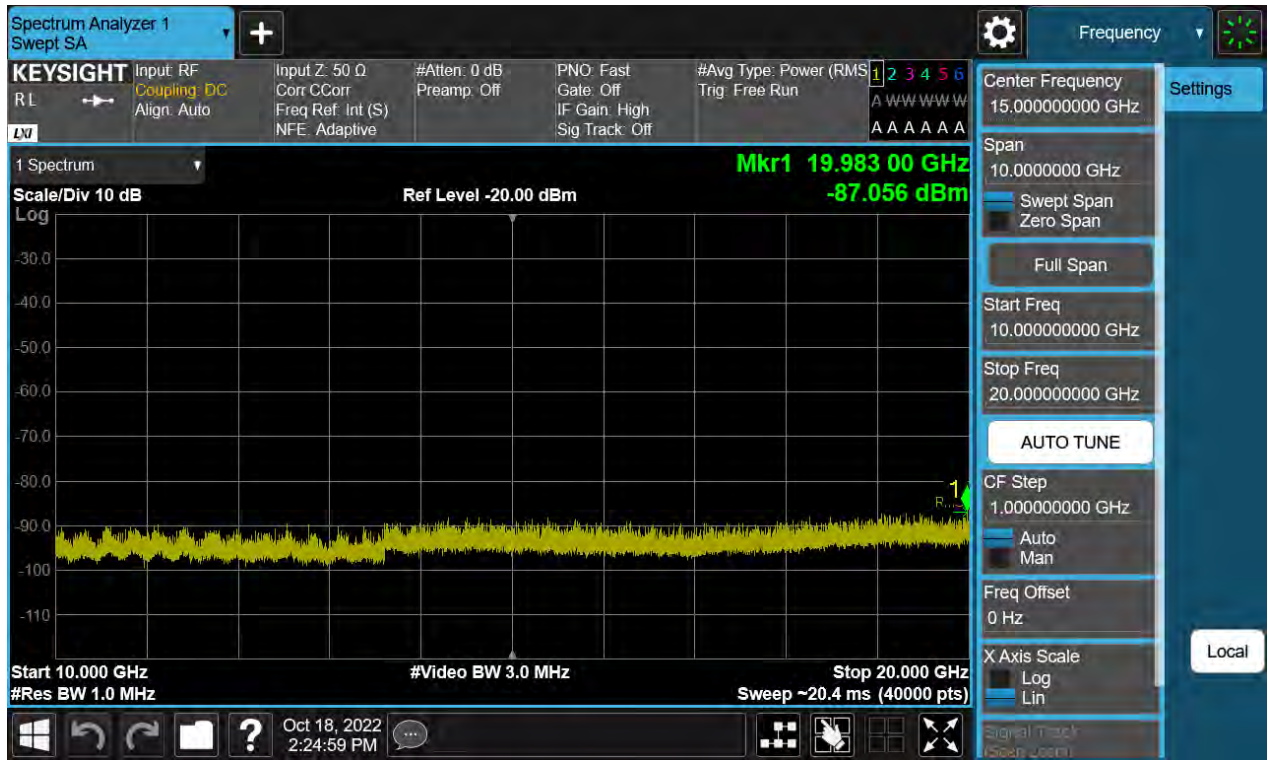 Spectrum Analyzer 1
Swept SA
+
Frequency
KEYSIGHT
RL
LXI
Input: RF
Coupling: DC
Align: Auto
Input Z: 50 Ω
Corr CCorr
Freq Ref: Int (S)
NFE: Adaptive
#Atten: 0 dB
Preamp: Off
PNO: Fast
Gate: Off
IF Gain: High
Sig Track: Off
#Avg Type: Power (RMS
Trig: Free Run
1 2 3 4 5 6
A W W W W W
A A A A A A
1 Spectrum
Mkr1 19.983 00 GHz
Scale/Div 10 dB
Ref Level -20.00 dBm
-87.056 dBm
Log
-30.0
-40.0
-50.0
-60.0
-70.0
-80.0
-90.0
-100
-110
1
Start 10.000 GHz
#Video BW 3.0 MHz
Stop 20.000 GHz
#Res BW 1.0 MHz
Sweep ~20.4 ms (40000 pts)
?
Oct 18, 2022
2:24:59 PM
Center Frequency
15.000000000 GHz
Settings
Span
10.0000000 GHz
Swept Span
Zero Span
Full Span
Start Freq
10.000000000 GHz
Stop Freq
20.000000000 GHz
AUTO TUNE
CF Step
1.000000000 GHz
Auto
Man
Freq Offset
0 Hz
X Axis Scale
Log
Lin
Local
Signal Track
(Span Zoom)